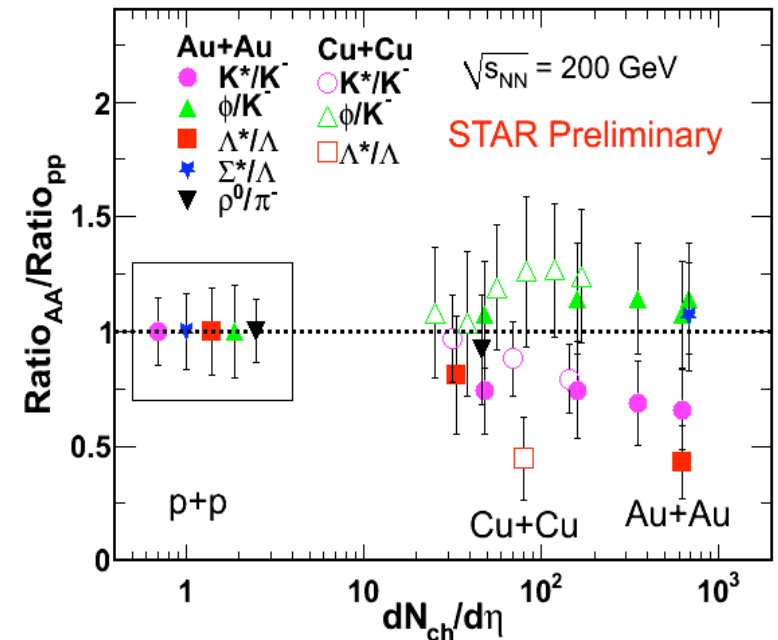 Au+Au
K*/K⁻
ϕ/K⁻
Λ*/Λ
Σ*/Λ
ρ⁰/π⁻
Cu+Cu
K*/K⁻
ϕ/K⁻
Λ*/Λ
√s_NN = 200 GeV
STAR Preliminary
Ratio_AA/Ratio_pp
2
1.5
1
0.5
0
p+p
Cu+Cu
Au+Au
1
10
10²
10³
dN_ch/dη